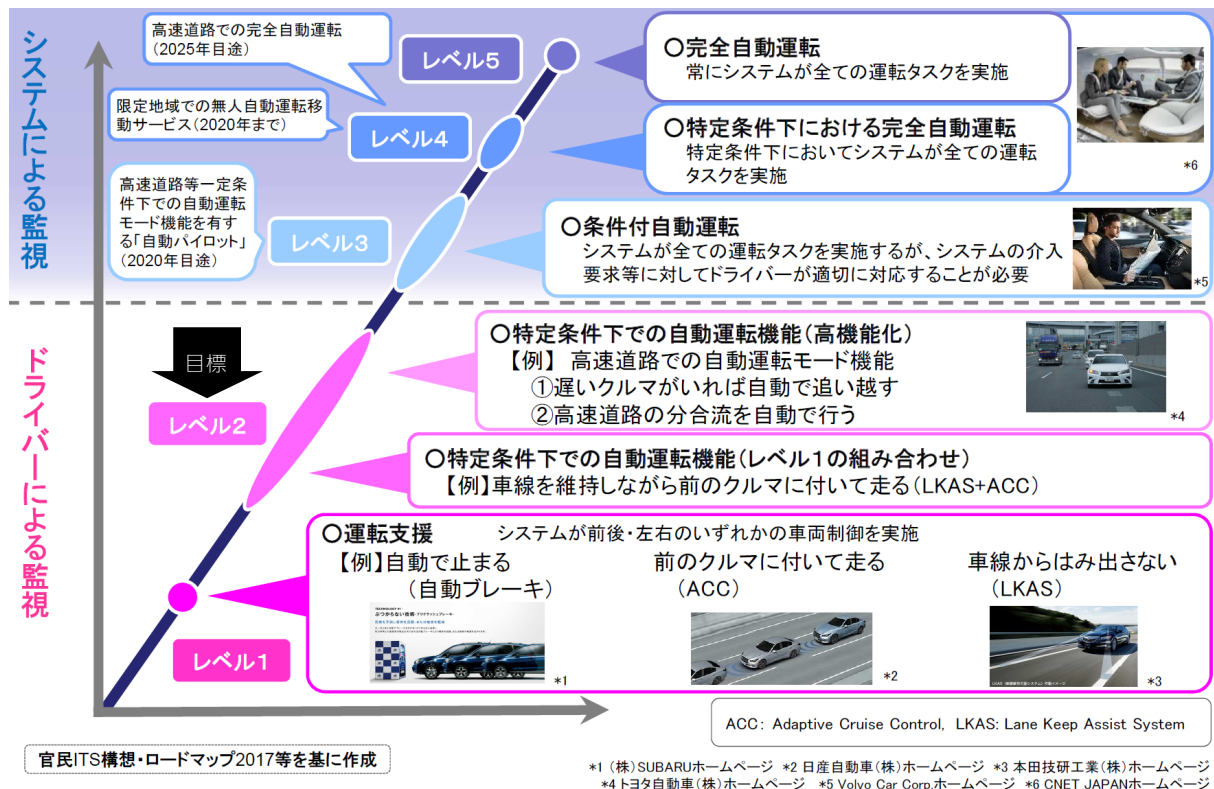 システムによる監視
高速道路での完全自動運転
(2025年目途)
レベル5
〇完全自動運転
常にシステムが全ての運転タスクを実施
限定地域での無人自動運転移
動サービス(2020年まで)
レベル4
〇特定条件下における完全自動運転
特定条件下においてシステムが全ての運転
タスクを実施
*6
高速道路等一定条
件下での自動運転
モード機能を有す
る「自動パイロット」
(2020年目途)
レベル3
〇条件付自動運転
システムが全ての運転タスクを実施するが、システムの介入
要求等に対してドライバーが適切に対応することが必要
*5
ドライバーによる監視
目標
レベル2
〇特定条件下での自動運転機能(高機能化)
【例】 高速道路での自動運転モード機能
①遅いクルマがいれば自動で追い越す
②高速道路の分合流を自動で行う
*4
〇特定条件下での自動運転機能(レベル1の組み合わせ)
【例】車線を維持しながら前のクルマに付いて走る(LKAS+ACC)
〇運転支援 システムが前後・左右のいずれかの車両制御を実施
【例】自動で止まる
(自動ブレーキ)
前のクルマに付いて走る
(ACC)
車線からはみ出さない
(LKAS)
ぶつからない技術
*1
*2
*3
レベル1
ACC: Adaptive Cruise Control, LKAS: Lane Keep Assist System
官民ITS構想・ロードマップ2017等を基に作成
*1 (株)SUBARUホームページ *2 日産自動車(株)ホームページ *3 本田技研工業(株)ホームページ
*4 トヨタ自動車(株)ホームページ *5 Volvo Car Corp.ホームページ *6 CNET JAPANホームページ